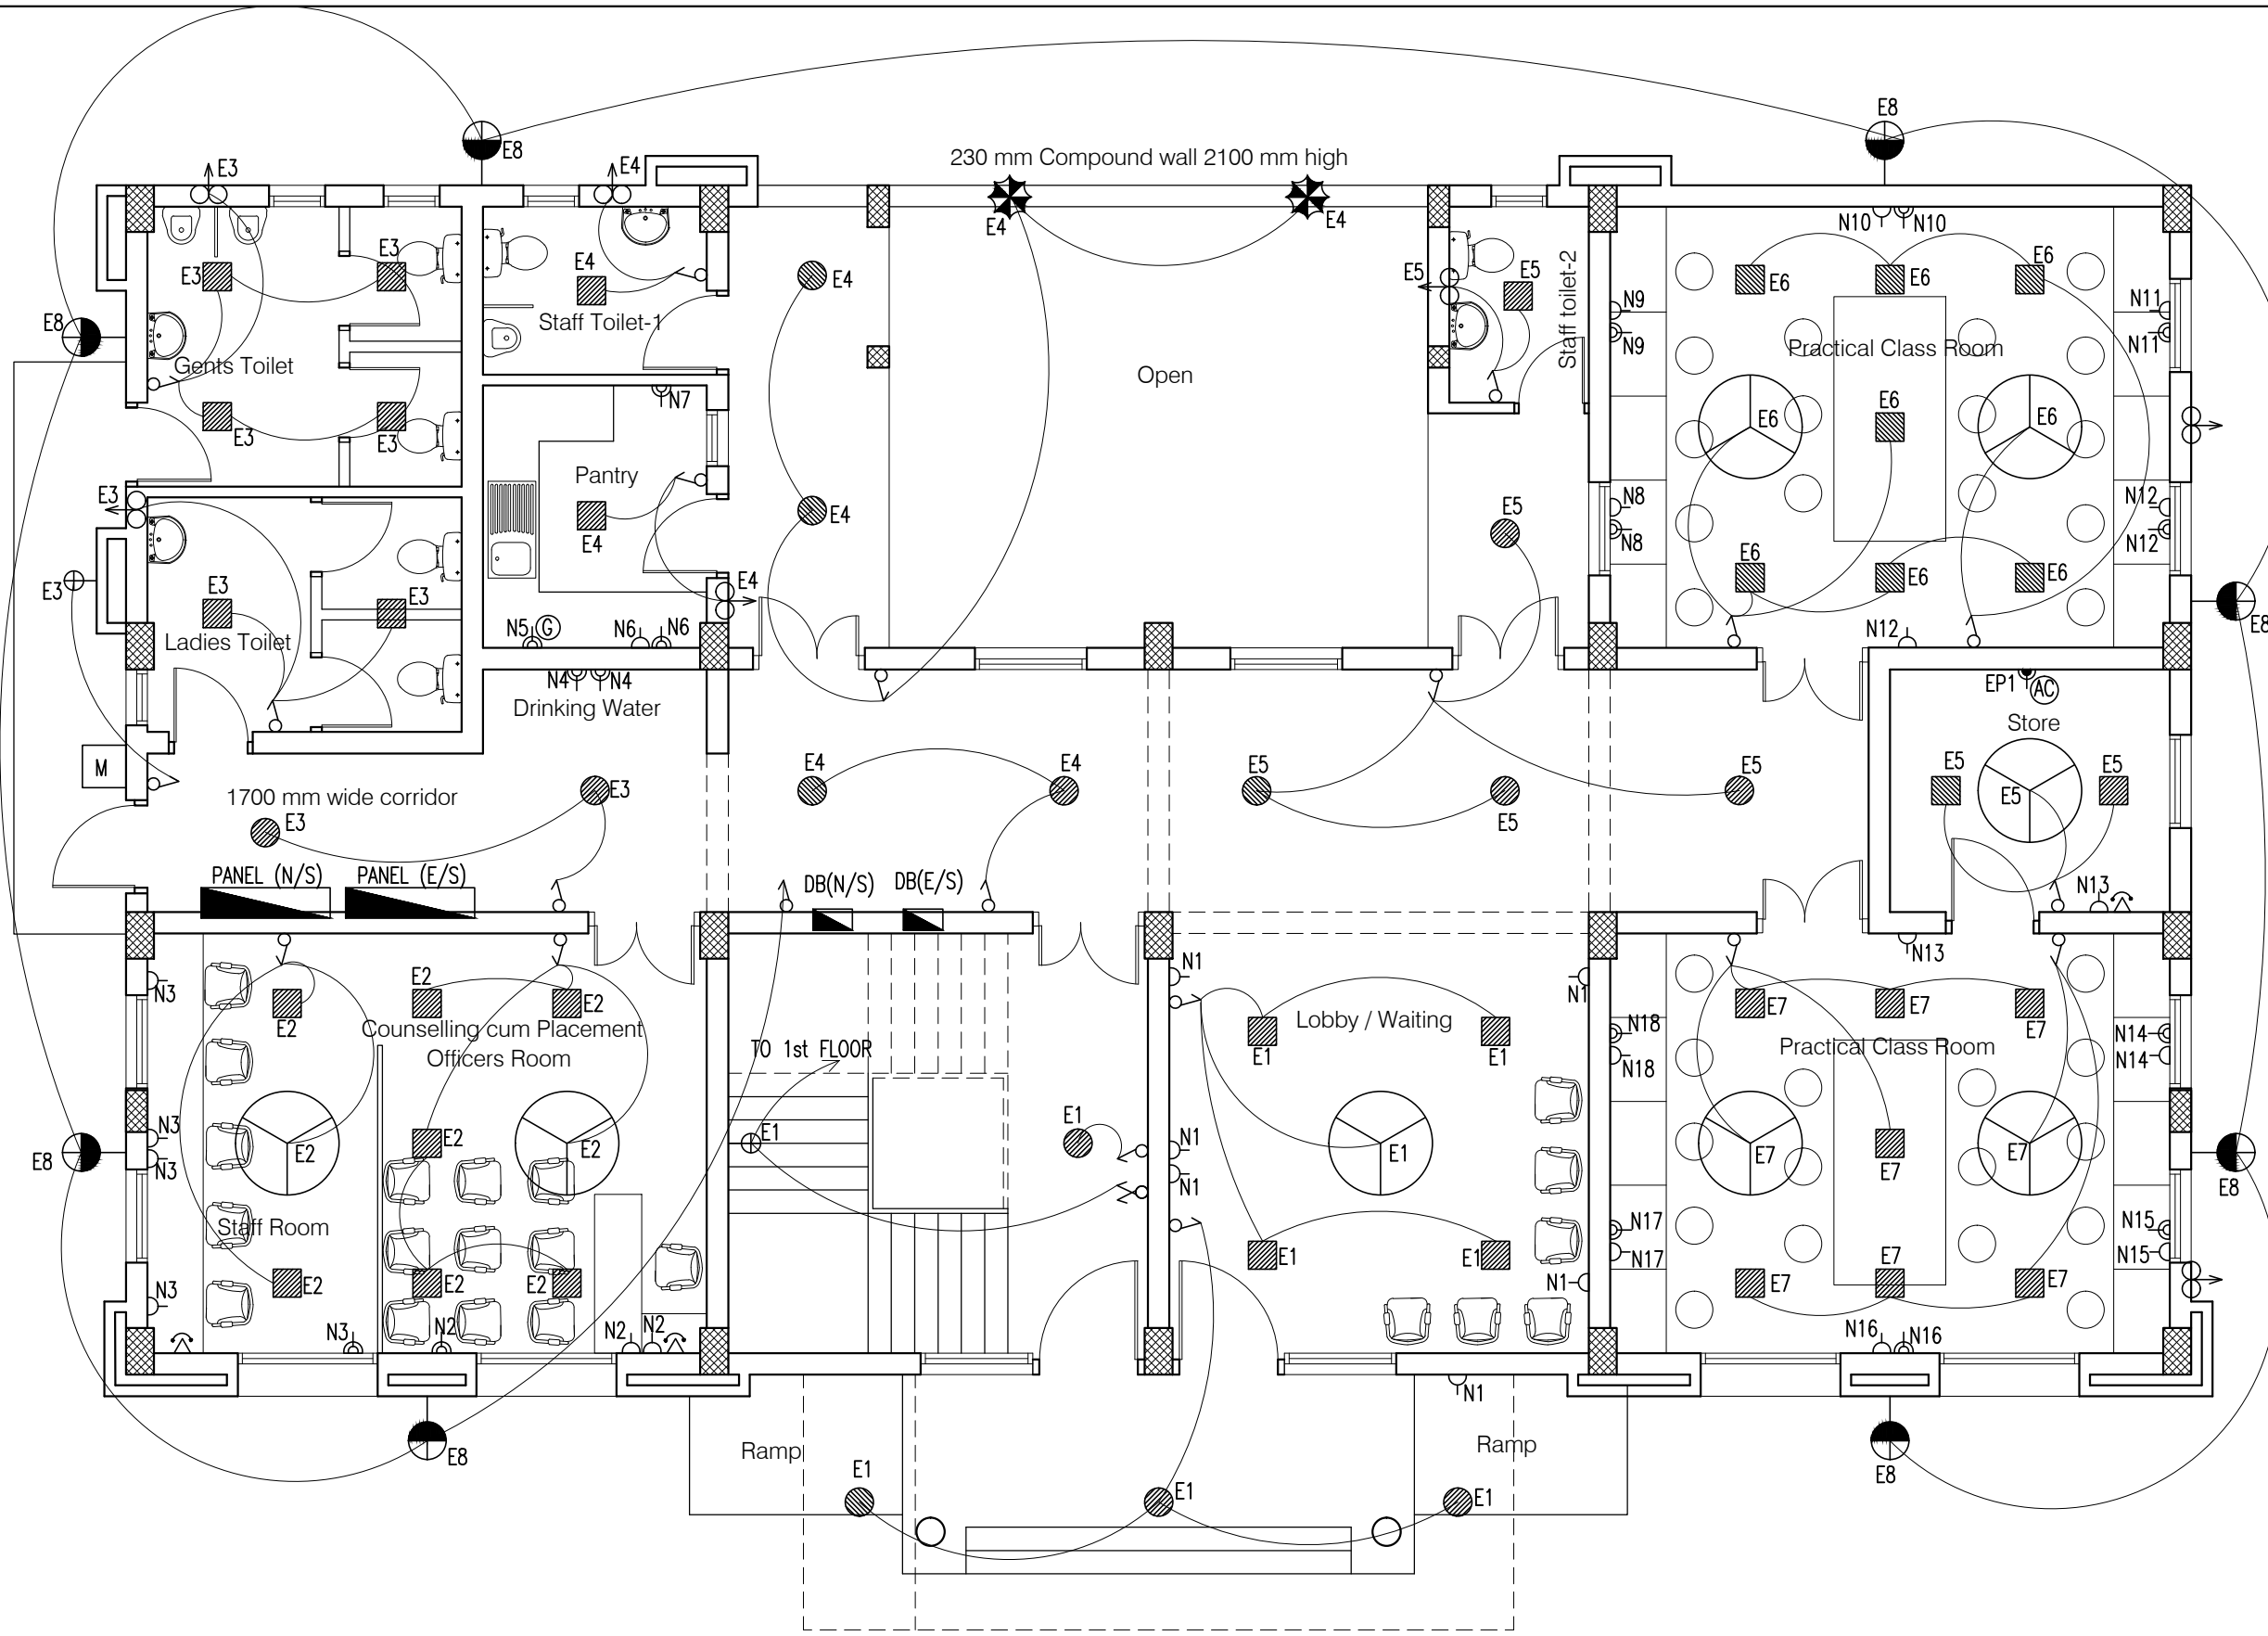 E8
E8
230 mm Compound wall 2100 mm high
E3
E4
E4
E4
N10
N10
E3
E3
E4
E4
E5
E5
Staff toilet-2
E6
E6
E6
E8
Staff Toilet-1
Gents Toilet
N9
N9
Practical Class Room
N11
N11
Open
E3
E3
N7
E6
E6
E6
Pantry
E3
E4
E4
E5
N8
N8
N12
N12
E3
E3
E3
E4
E6
E6
E6
E8
Ladies Toilet
N5
G
N6
N6
N12
N4
N4
Drinking Water
EP1
AC
Store
M
1700 mm wide corridor
E3
E3
E4
E4
E5
E5
E5
E5
E5
E5
PANEL (N/S)
PANEL (E/S)
DB(N/S)
DB(E/S)
N13
N13
N3
E2
E2
E2
N1
N1
Counselling cum Placement
Officers Room
TO 1st FLOOR
E1
Lobby / Waiting
E1
N18
N18
E7
E7
E7
Practical Class Room
N14
N14
E8
N3
N3
E2
E2
E2
E1
E1
N1
N1
E1
E7
E7
E7
E8
Staff Room
N3
E2
E2
E2
E1
E1
N1
N17
N17
E7
E7
E7
N15
N15
N3
N2
N2
N2
N16
N16
N1
E8
Ramp
Ramp
E8
E1
E1
E1